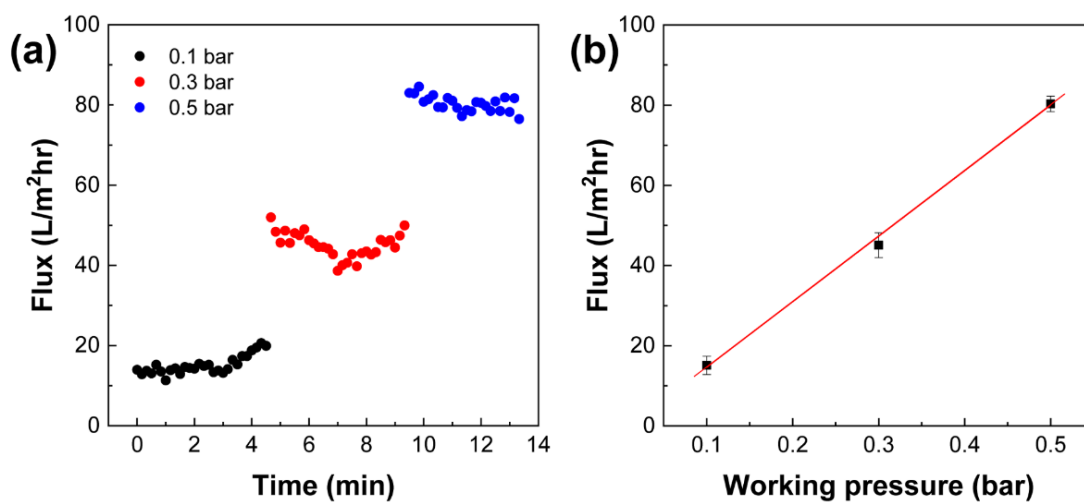 (a)
0.1 bar
0.3 bar
0.5 bar
100
80
60
40
20
0
Flux (L/m²hr)
0 2 4 6 8 10 12 14
Time (min)
(b)
100
80
60
40
20
0
Flux (L/m²hr)
0.1 0.2 0.3 0.4 0.5
Working pressure (bar)